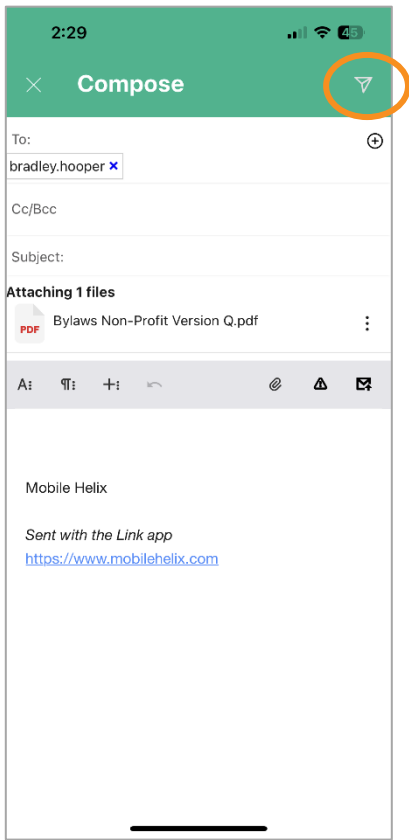 2:29
45
Compose
To:
bradley.hooper ×
Cc/Bcc
Subject:
Attaching 1 files
PDF
Bylaws Non-Profit Version Q.pdf
A
Mobile Helix
Sent with the Link app
https://www.mobilehelix.com